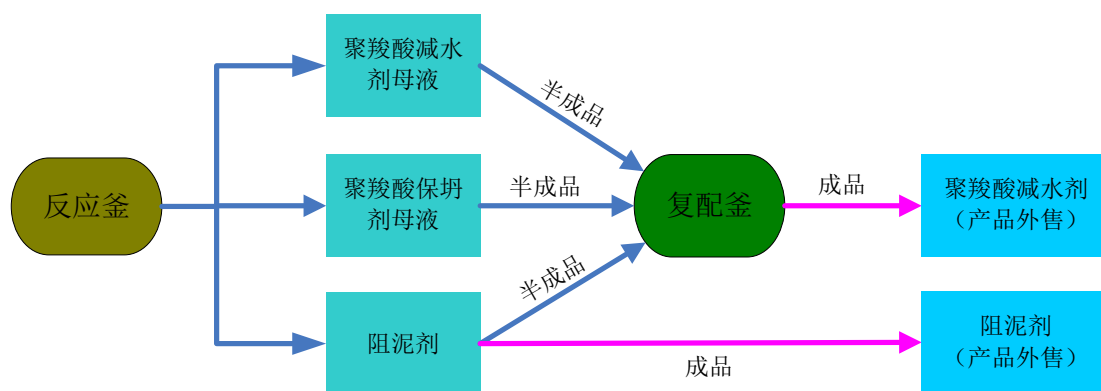 聚羧酸减水
剂母液
半成品
反应釜
聚羧酸保坍
剂母液
半成品
复配釜
成品
聚羧酸减水剂
（产品外售）
半成品
阻泥剂
成品
阻泥剂
（产品外售）